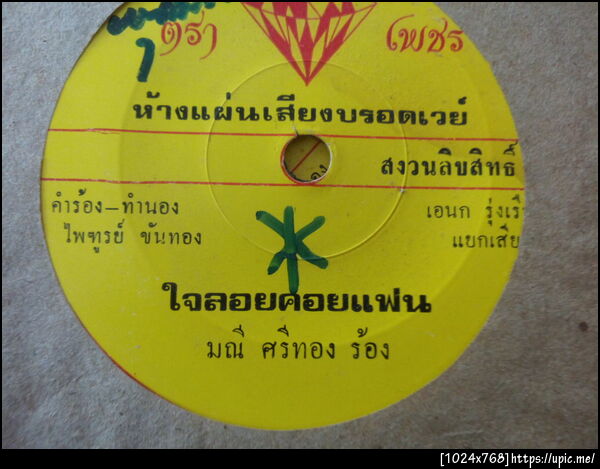 ตรา เพชร
ห้างแผ่นเสียงบรอดเวย์
สงวนลิขสิทธิ์
คำร้อง–ทำนอง
ไพฑูรย์ ขันทอง
เอนก รุ่งเรื
แยกเสีย
ใจลอยคอยแฟน
มณี ศรีทอง ร้อง
[1024x768]https://upic.me/